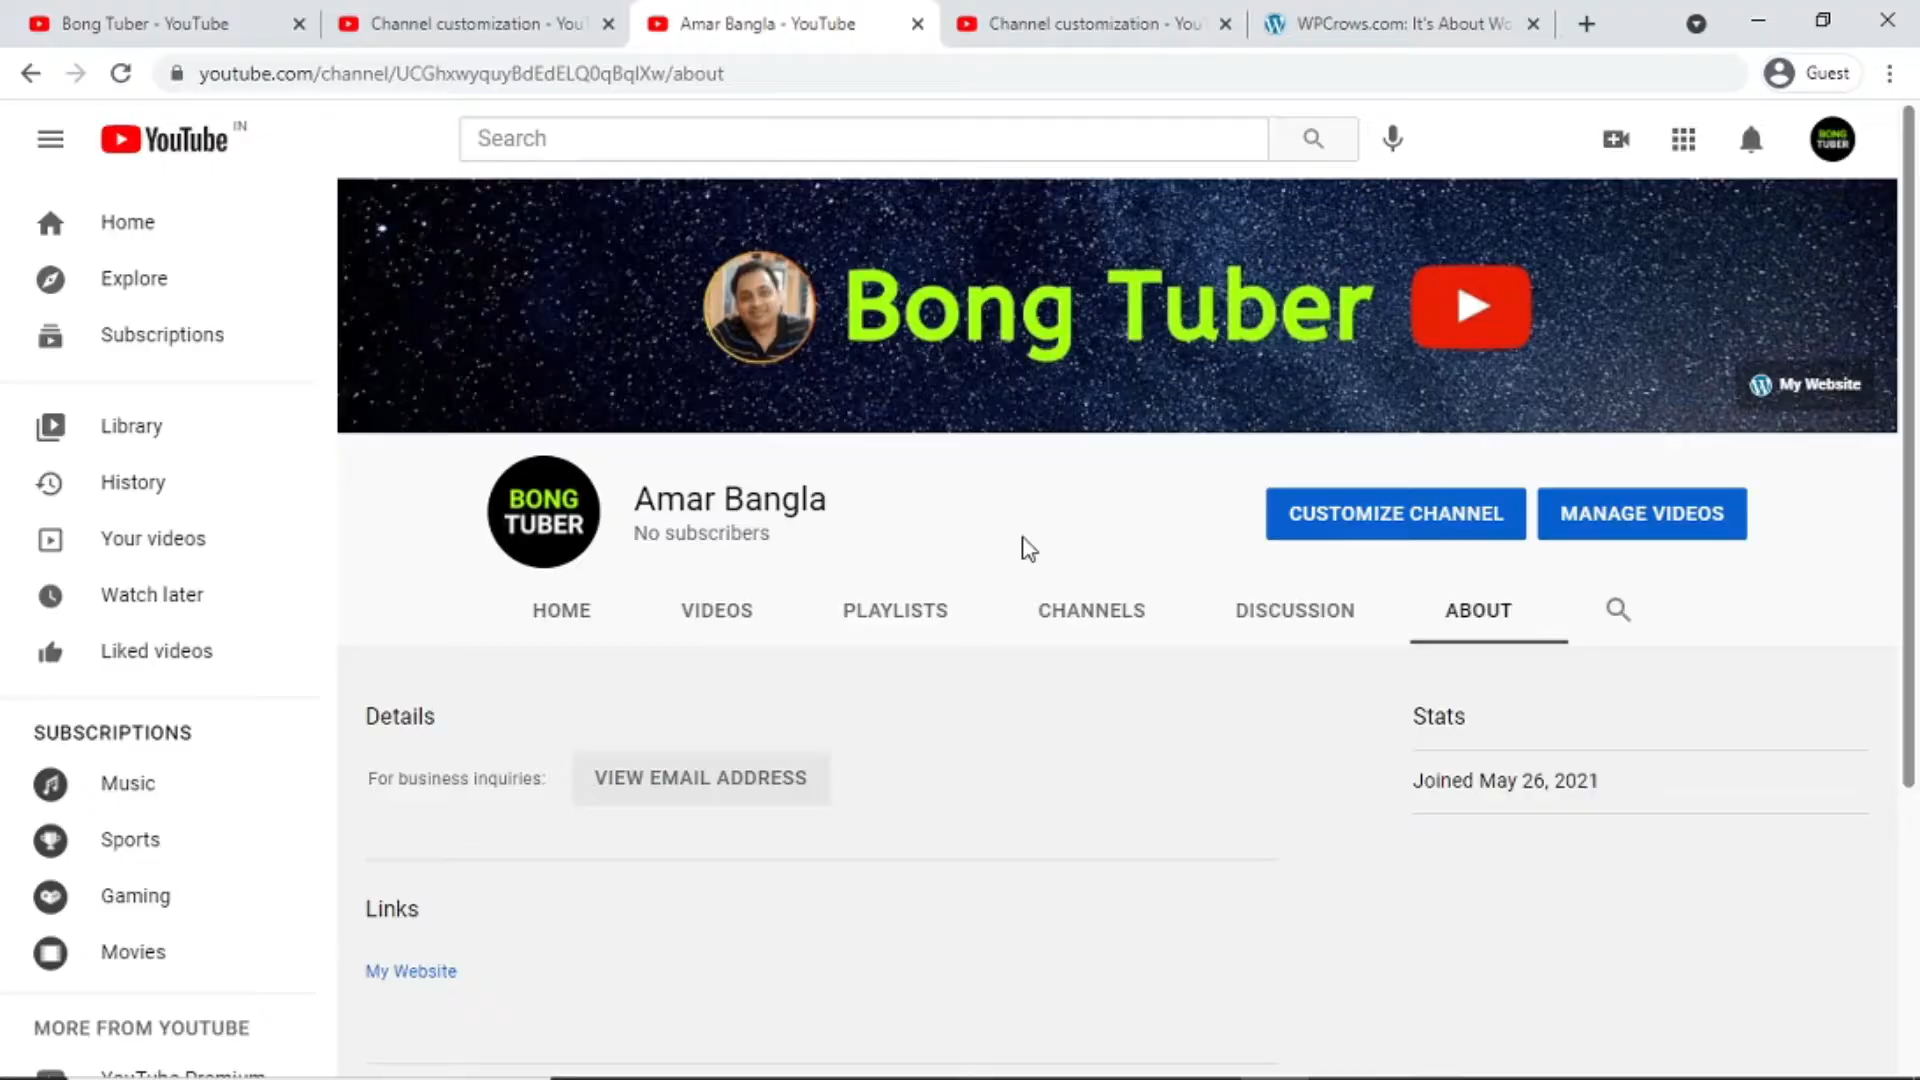 Bong Tuber - YouTube
Channel customization - You
Amar Bangla - YouTube
Channel customization - You
WPCrows.com: It's About Wo
youtube.com/channel/UCGhxwyquyBdEdELQ0qBqlXw/about
Guest
YouTube IN
Search
BONG TUBER
Home
Explore
Subscriptions
Library
History
Your videos
Watch later
Liked videos
SUBSCRIPTIONS
Music
Sports
Gaming
Movies
MORE FROM YOUTUBE
YouTube Premium
Bong Tuber
My Website
BONG
TUBER
Amar Bangla
No subscribers
CUSTOMIZE CHANNEL
MANAGE VIDEOS
HOME VIDEOS PLAYLISTS CHANNELS DISCUSSION ABOUT
Details
For business inquiries: VIEW EMAIL ADDRESS
Links
My Website
Stats
Joined May 26, 2021